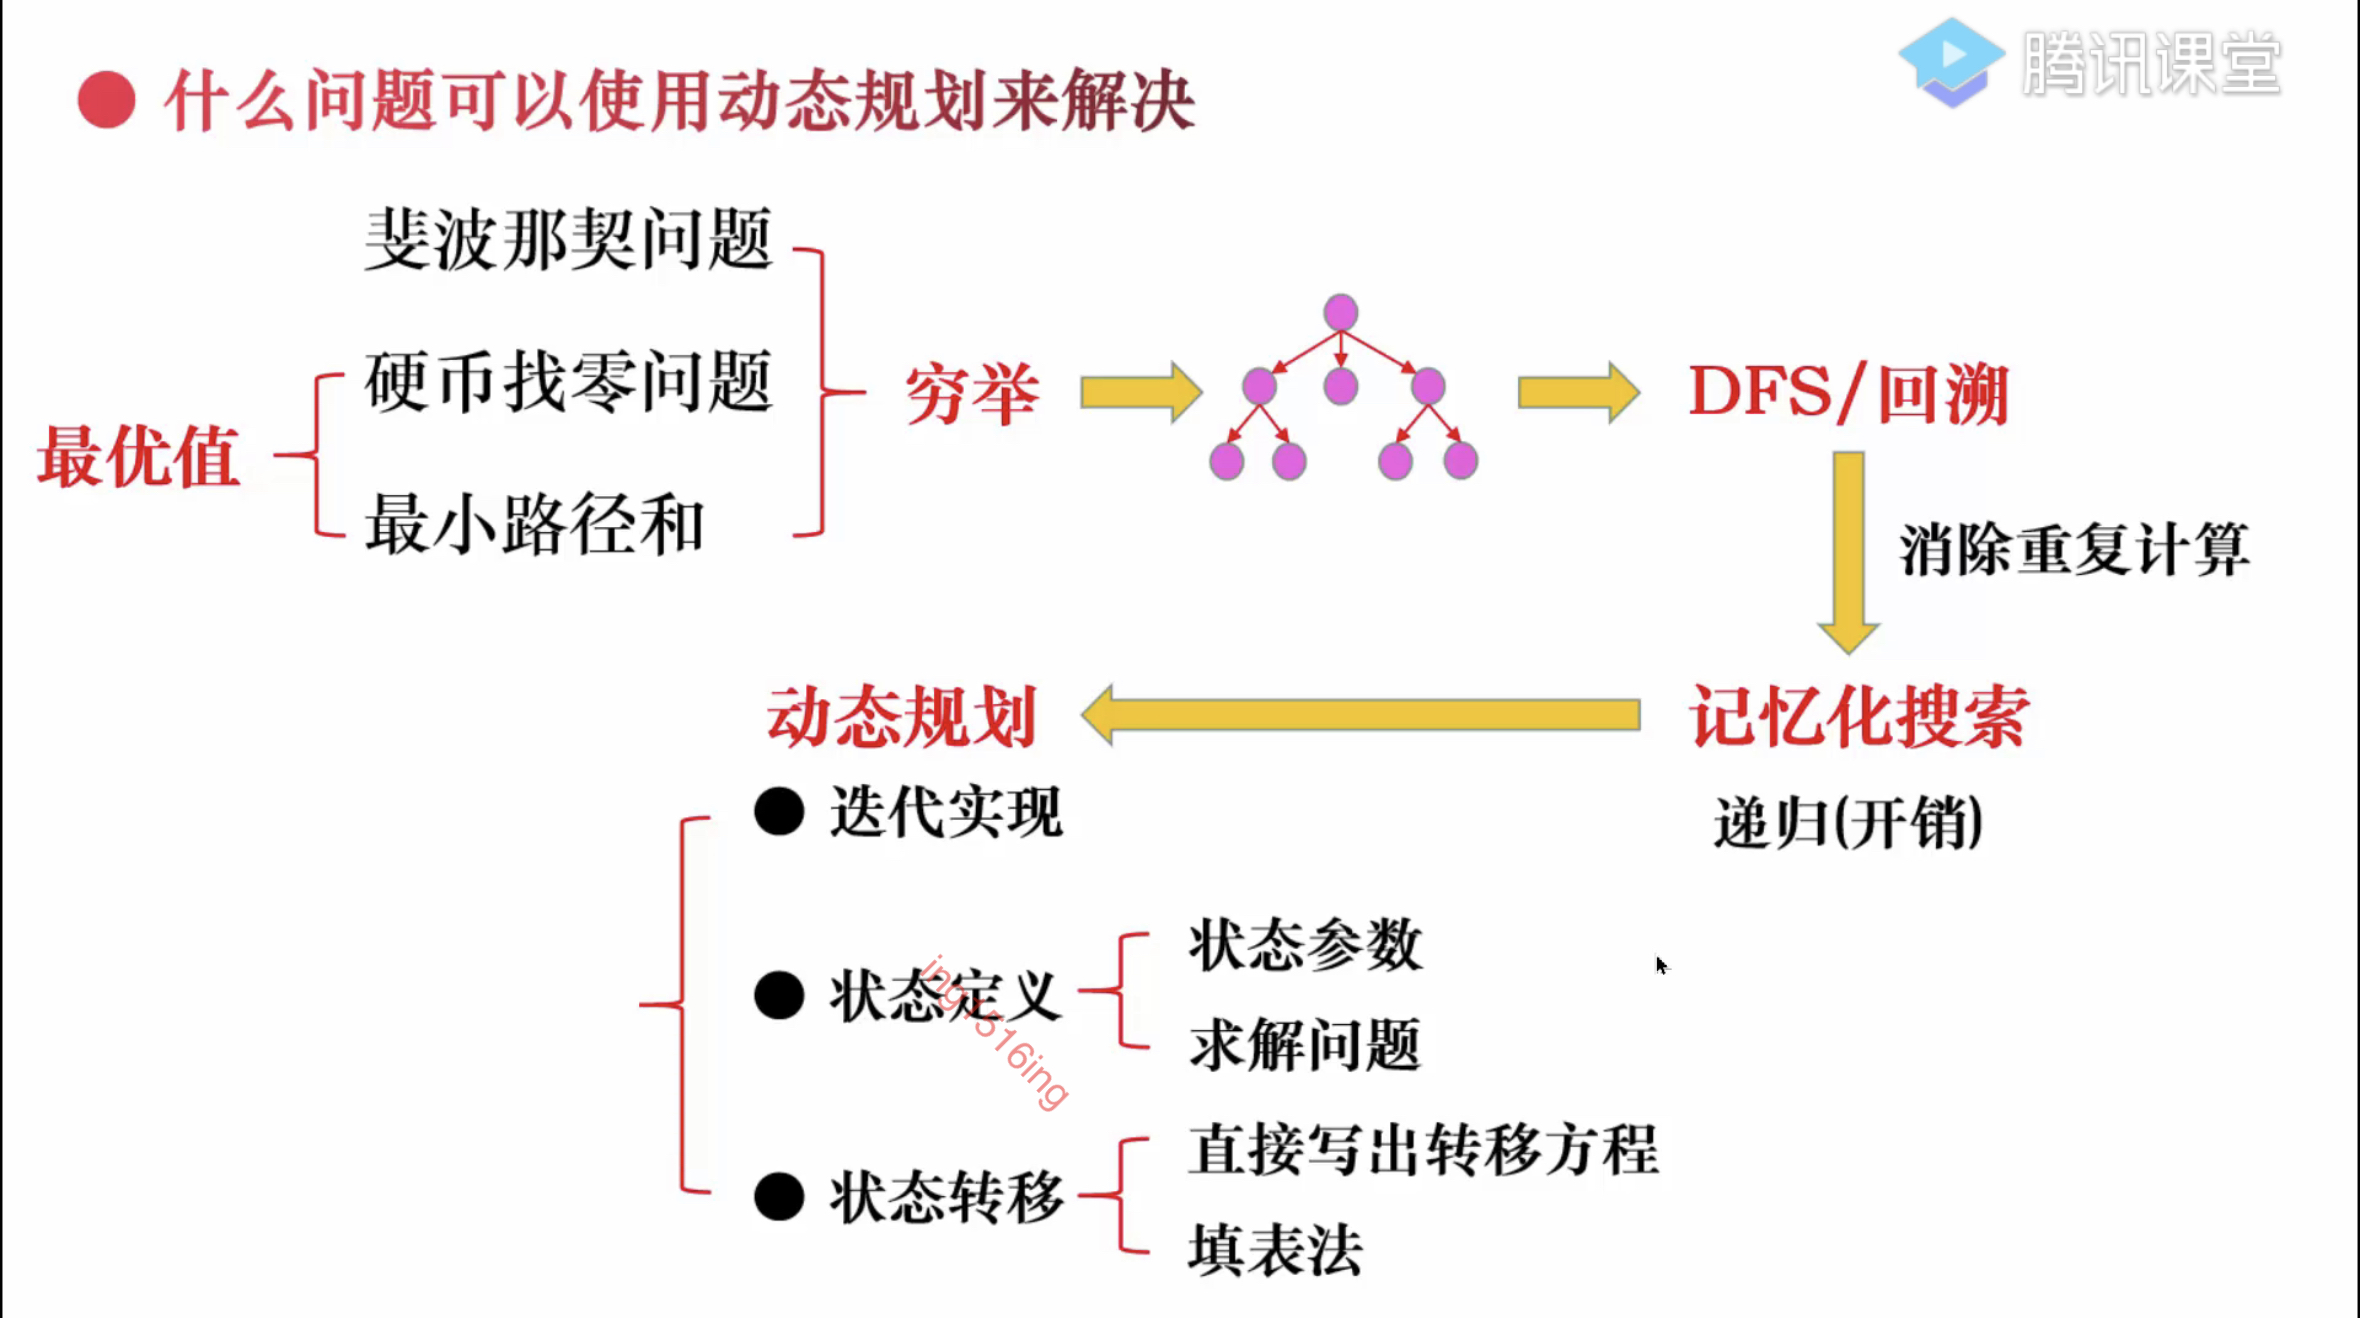 什么问题可以使用动态规划来解决
腾讯课堂
斐波那契问题
硬币找零问题
最优值
最小路径和
穷举
DFS/回溯
消除重复计算
记忆化搜索
递归(开销)
动态规划
迭代实现
状态定义
状态参数
求解问题
状态转移
直接写出转移方程
填表法
ing1516ing